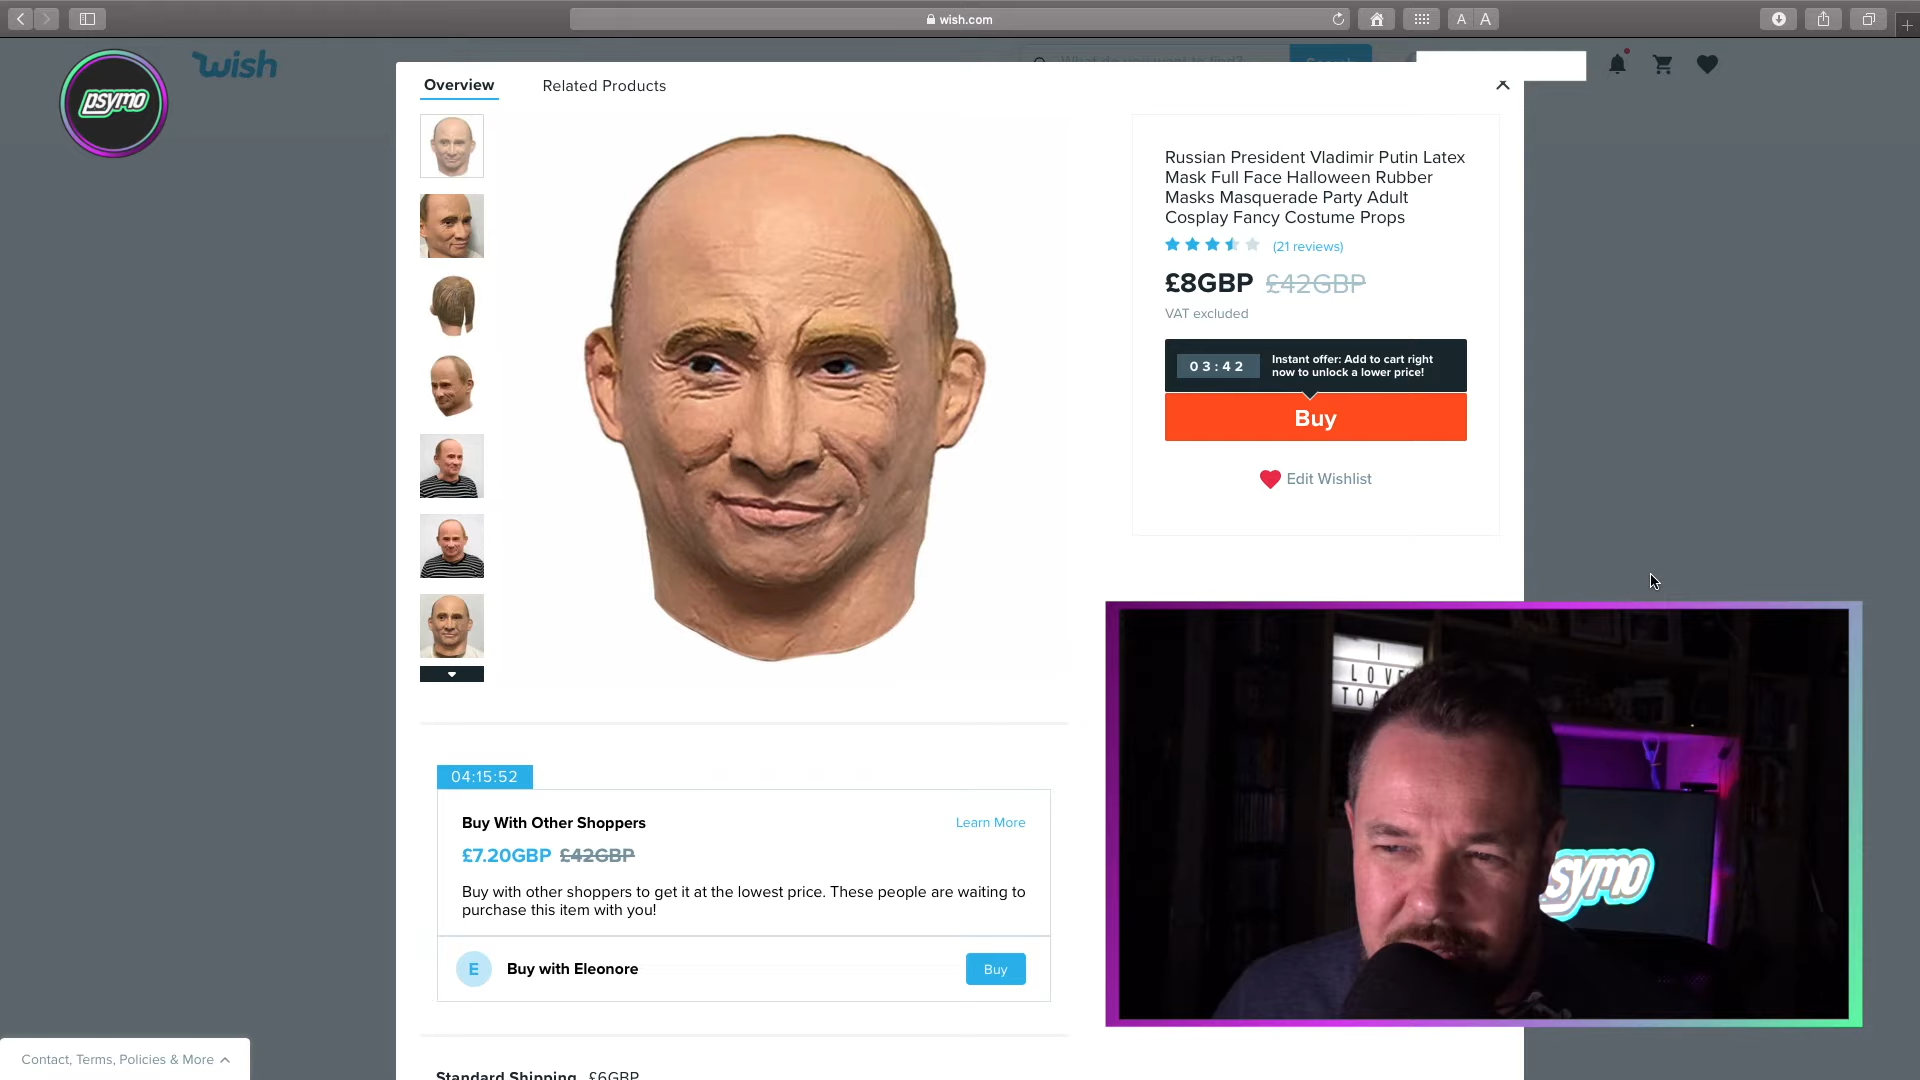 wish.com
A A
psymo
wish
Overview
Related Products
Russian President Vladimir Putin Latex
Mask Full Face Halloween Rubber
Masks Masquerade Party Adult
Cosplay Fancy Costume Props
(21 reviews)
£8GBP £42GBP
VAT excluded
03:42
Instant offer: Add to cart right
now to unlock a lower price!
Buy
Edit Wishlist
04:15:52
Buy With Other Shoppers
Learn More
£7.20GBP £42GBP
Buy with other shoppers to get it at the lowest price. These people are waiting to
purchase this item with you!
E
Buy with Eleonore
Buy
I
LOVE
TOA
symo
Contact, Terms, Policies & More
Standard Shipping £6GBP